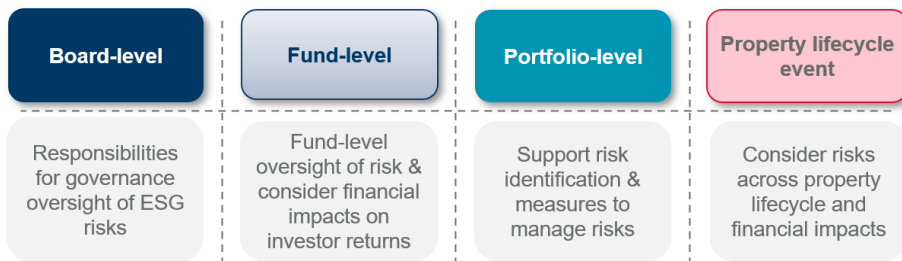 Board-level
Fund-level
Portfolio-level
Property lifecycle
event
Responsibilities
for governance
oversight of ESG
risks
Fund-level
oversight of risk &
consider financial
impacts on
investor returns
Support risk
identification &
measures to
manage risks
Consider risks
across property
lifecycle and
financial impacts